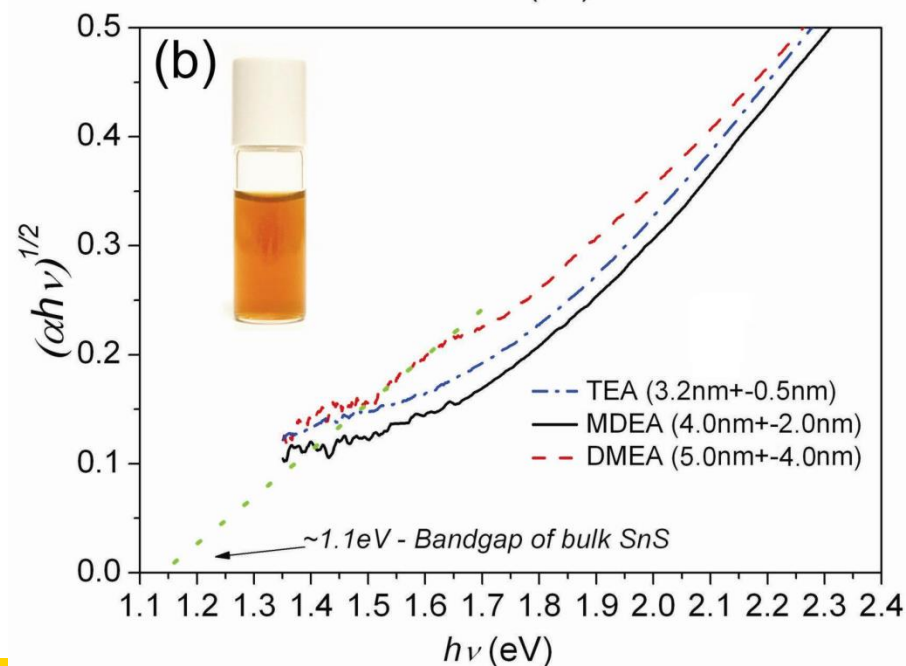 (b)
0.5
0.4
0.3
0.2
0.1
0.0
(αhν)1/2
TEA (3.2nm+-0.5nm)
MDEA (4.0nm+-2.0nm)
DMEA (5.0nm+-4.0nm)
~1.1eV - Bandgap of bulk SnS
1.1 1.2 1.3 1.4 1.5 1.6 1.7 1.8 1.9 2.0 2.1 2.2 2.3 2.4
hν (eV)